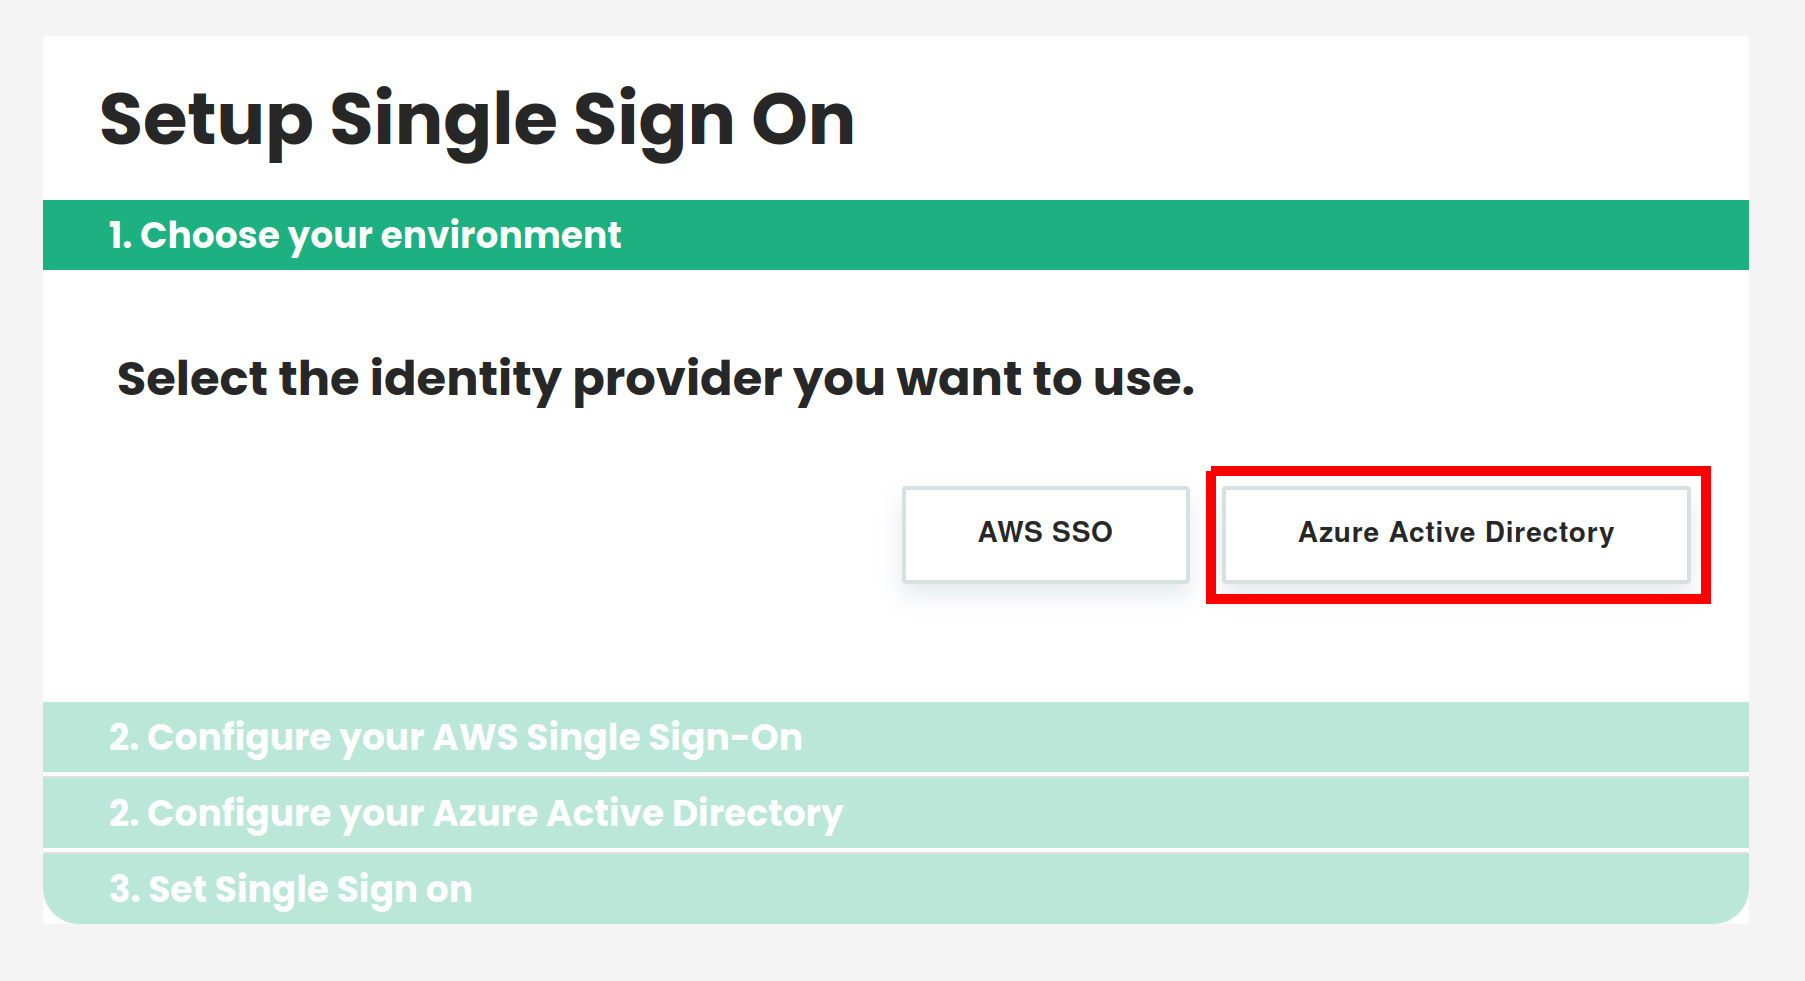 Setup Single Sign On
1. Choose your environment
Select the identity provider you want to use.
AWS SSO
Azure Active Directory
2. Configure your AWS Single Sign-On
2. Configure your Azure Active Directory
3. Set Single Sign on